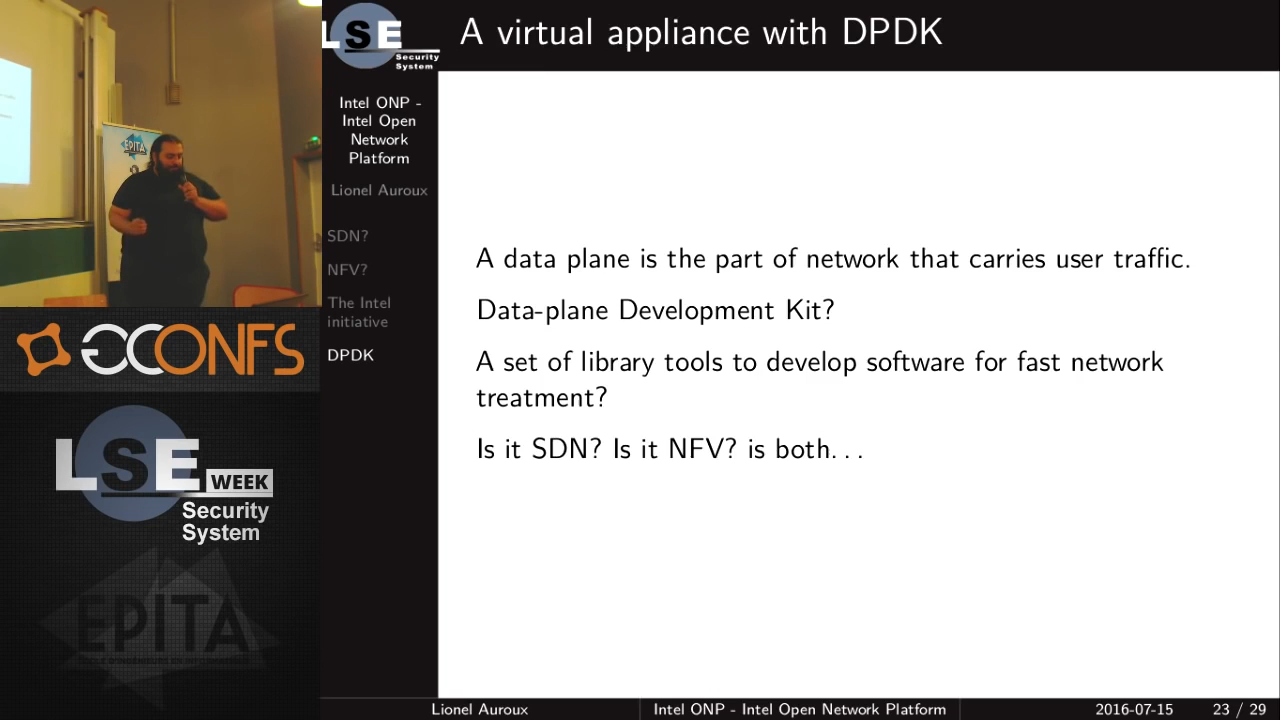 EPITA
LSE
Security
System
A virtual appliance with DPDK
Intel ONP -
Intel Open
Network
Platform
Lionel Auroux
SDN?
NFV?
The Intel
initiative
DPDK
A data plane is the part of network that carries user traffic.
Data-plane Development Kit?
A set of library tools to develop software for fast network
treatment?
Is it SDN? Is it NFV? is both...
GCONFS
LSE WEEK
Security
System
EPITA
Lionel Auroux
Intel ONP - Intel Open Network Platform
2016-07-15
23 / 29